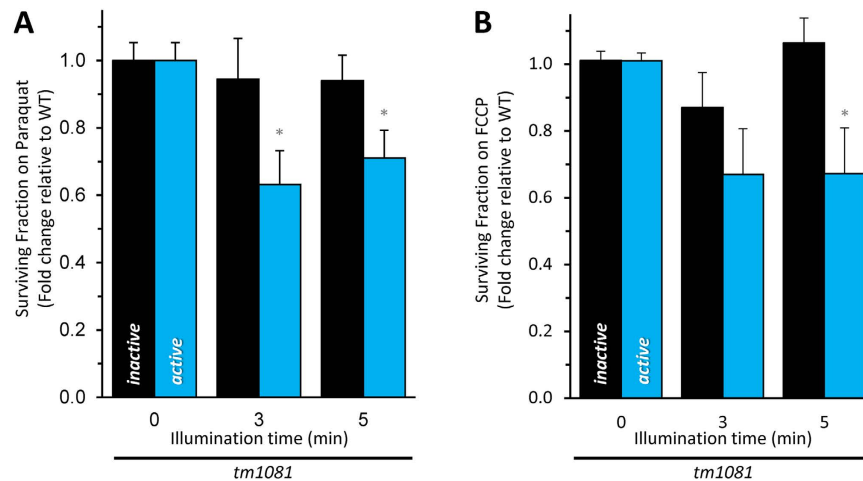 A
Surviving Fraction on Paraquat
(Fold change relative to WT)
1.0
0.8
0.6
0.4
0.2
0.0
*
*
inactive
active
0
3
5
Illumination time (min)
tm1081
B
Surviving Fraction on FCCP
(Fold change relative to WT)
1.0
0.8
0.6
0.4
0.2
0.0
*
inactive
active
0
3
5
Illumination time (min)
tm1081